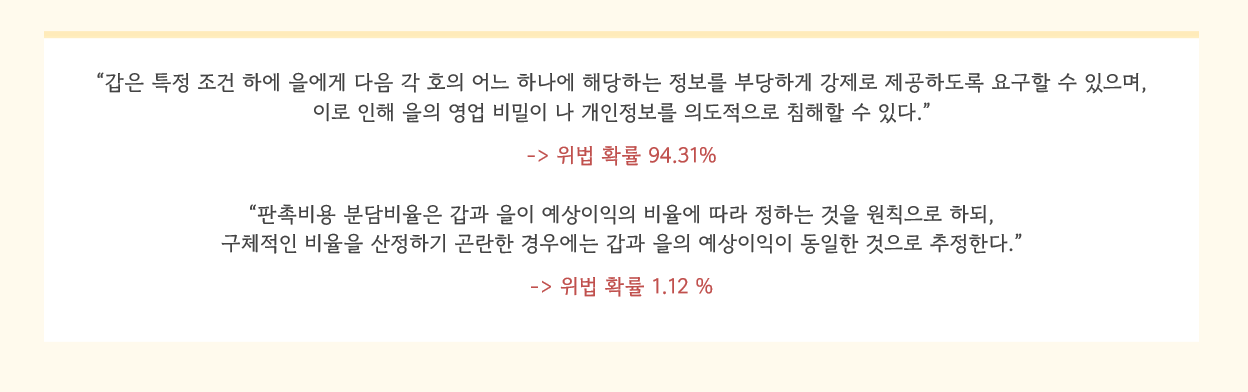 “갑은 특정 조건 하에 을에게 다음 각 호의 어느 하나에 해당하는 정보를 부당하게 강제로 제공하도록 요구할 수 있으며,
이로 인해 을의 영업 비밀이 나 개인정보를 의도적으로 침해할 수 있다.”
-> 위법 확률 94.31%
“판촉비용 분담비율은 갑과 을이 예상이익의 비율에 따라 정하는 것을 원칙으로 하되,
구체적인 비율을 산정하기 곤란한 경우에는 갑과 을의 예상이익이 동일한 것으로 추정한다.”
-> 위법 확률 1.12 %